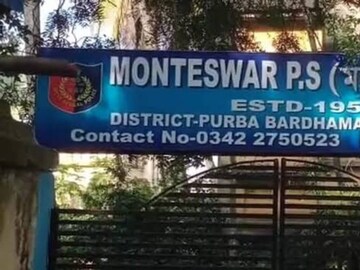 MONTESWAR P.S (
ESTD-195
DISTRICT-PURBA BARDHAMA
Contact No-0342 2750523